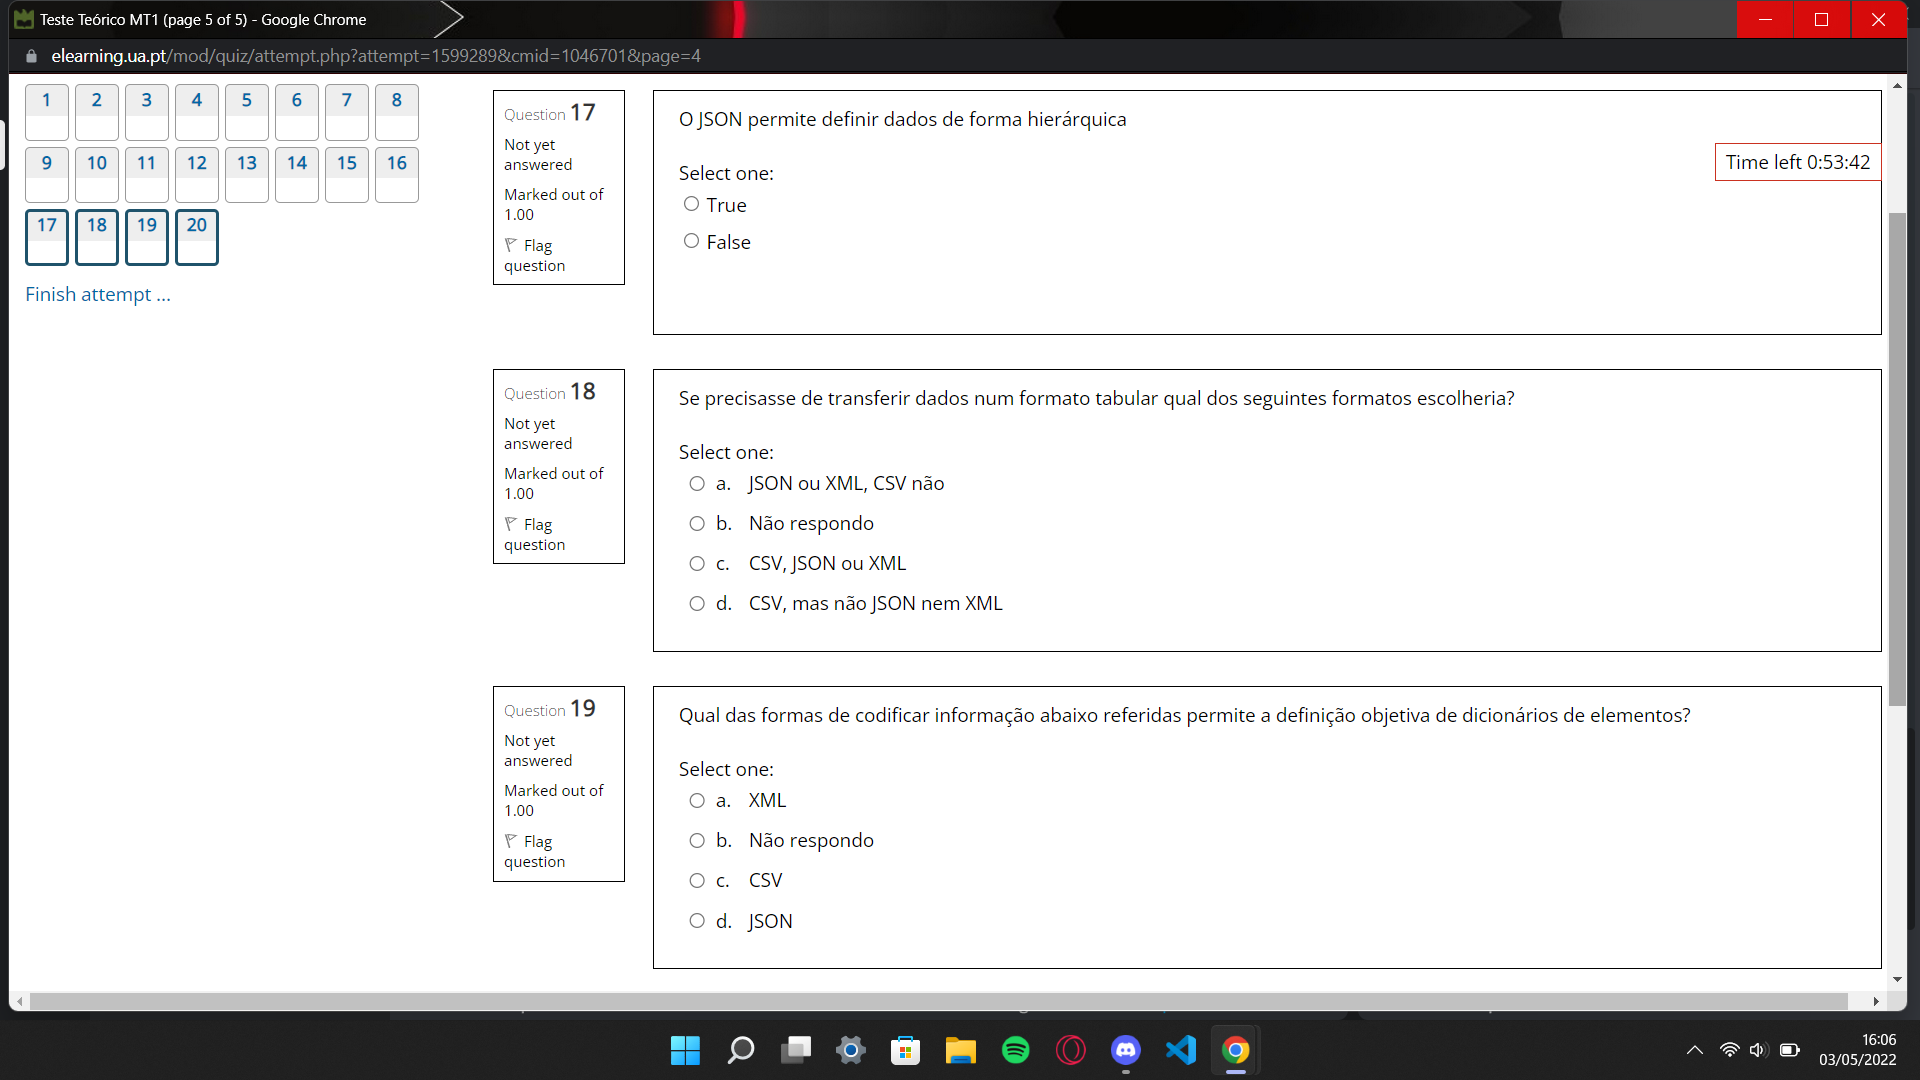 Teste Teórico MT1 (page 5 of 5) - Google Chrome
elearning.ua.pt/mod/quiz/attempt.php?attempt=1599289&cmid=1046701&page=4
1 2 3 4 5 6 7 8
9 10 11 12 13 14 15 16
17 18 19 20
Finish attempt ...
Question 17
Not yet
answered
Marked out of
1.00
Flag
question
O JSON permite definir dados de forma hierárquica
Time left 0:53:42
Select one:
True
False
Question 18
Not yet
answered
Marked out of
1.00
Flag
question
Se precisasse de transferir dados num formato tabular qual dos seguintes formatos escolheria?
Select one:
a. JSON ou XML, CSV não
b. Não respondo
c. CSV, JSON ou XML
d. CSV, mas não JSON nem XML
Question 19
Not yet
answered
Marked out of
1.00
Flag
question
Qual das formas de codificar informação abaixo referidas permite a definição objetiva de dicionários de elementos?
Select one:
a. XML
b. Não respondo
c. CSV
d. JSON
16:06
03/05/2022